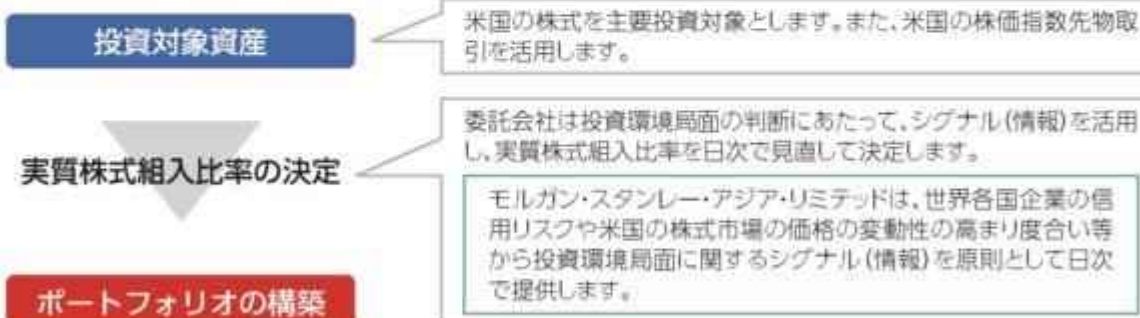 投資対象資産
米国の株式を主要投資対象とします。また、米国の株価指数先物取
引を活用します。
実質株式組入比率の決定
委託会社は投資環境局面の判断にあたって、シグナル(情報)を活用
し、実質株式組入比率を日次で見直して決定します。
モルガン・スタンレー・アジア・リミテッドは、世界各国企業の信
用リスクや米国の株式市場の価格の変動性の高まり度合い等
から投資環境局面に関するシグナル(情報)を原則として日次
で提供します。
ポートフォリオの構築